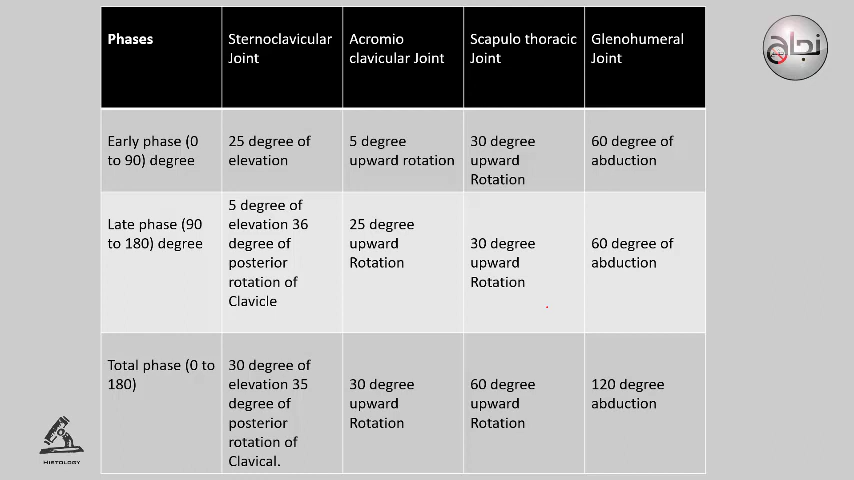 Phases
Sternoclavicular
Joint
Acromio
clavicular Joint
Scapulo thoracic
Joint
Glenohumeral
Joint
Early phase (0
to 90) degree
25 degree of
elevation
5 degree
upward rotation
30 degree
upward
Rotation
60 degree of
abduction
Late phase (90
to 180) degree
5 degree of
elevation 36
degree of
posterior
rotation of
Clavicle
25 degree
upward
Rotation
30 degree
upward
Rotation
60 degree of
abduction
Total phase (0 to
180)
30 degree of
elevation 35
degree of
posterior
rotation of
Clavical.
30 degree
upward
Rotation
60 degree
upward
Rotation
120 degree
abduction
نجاح
HISTOLOGY